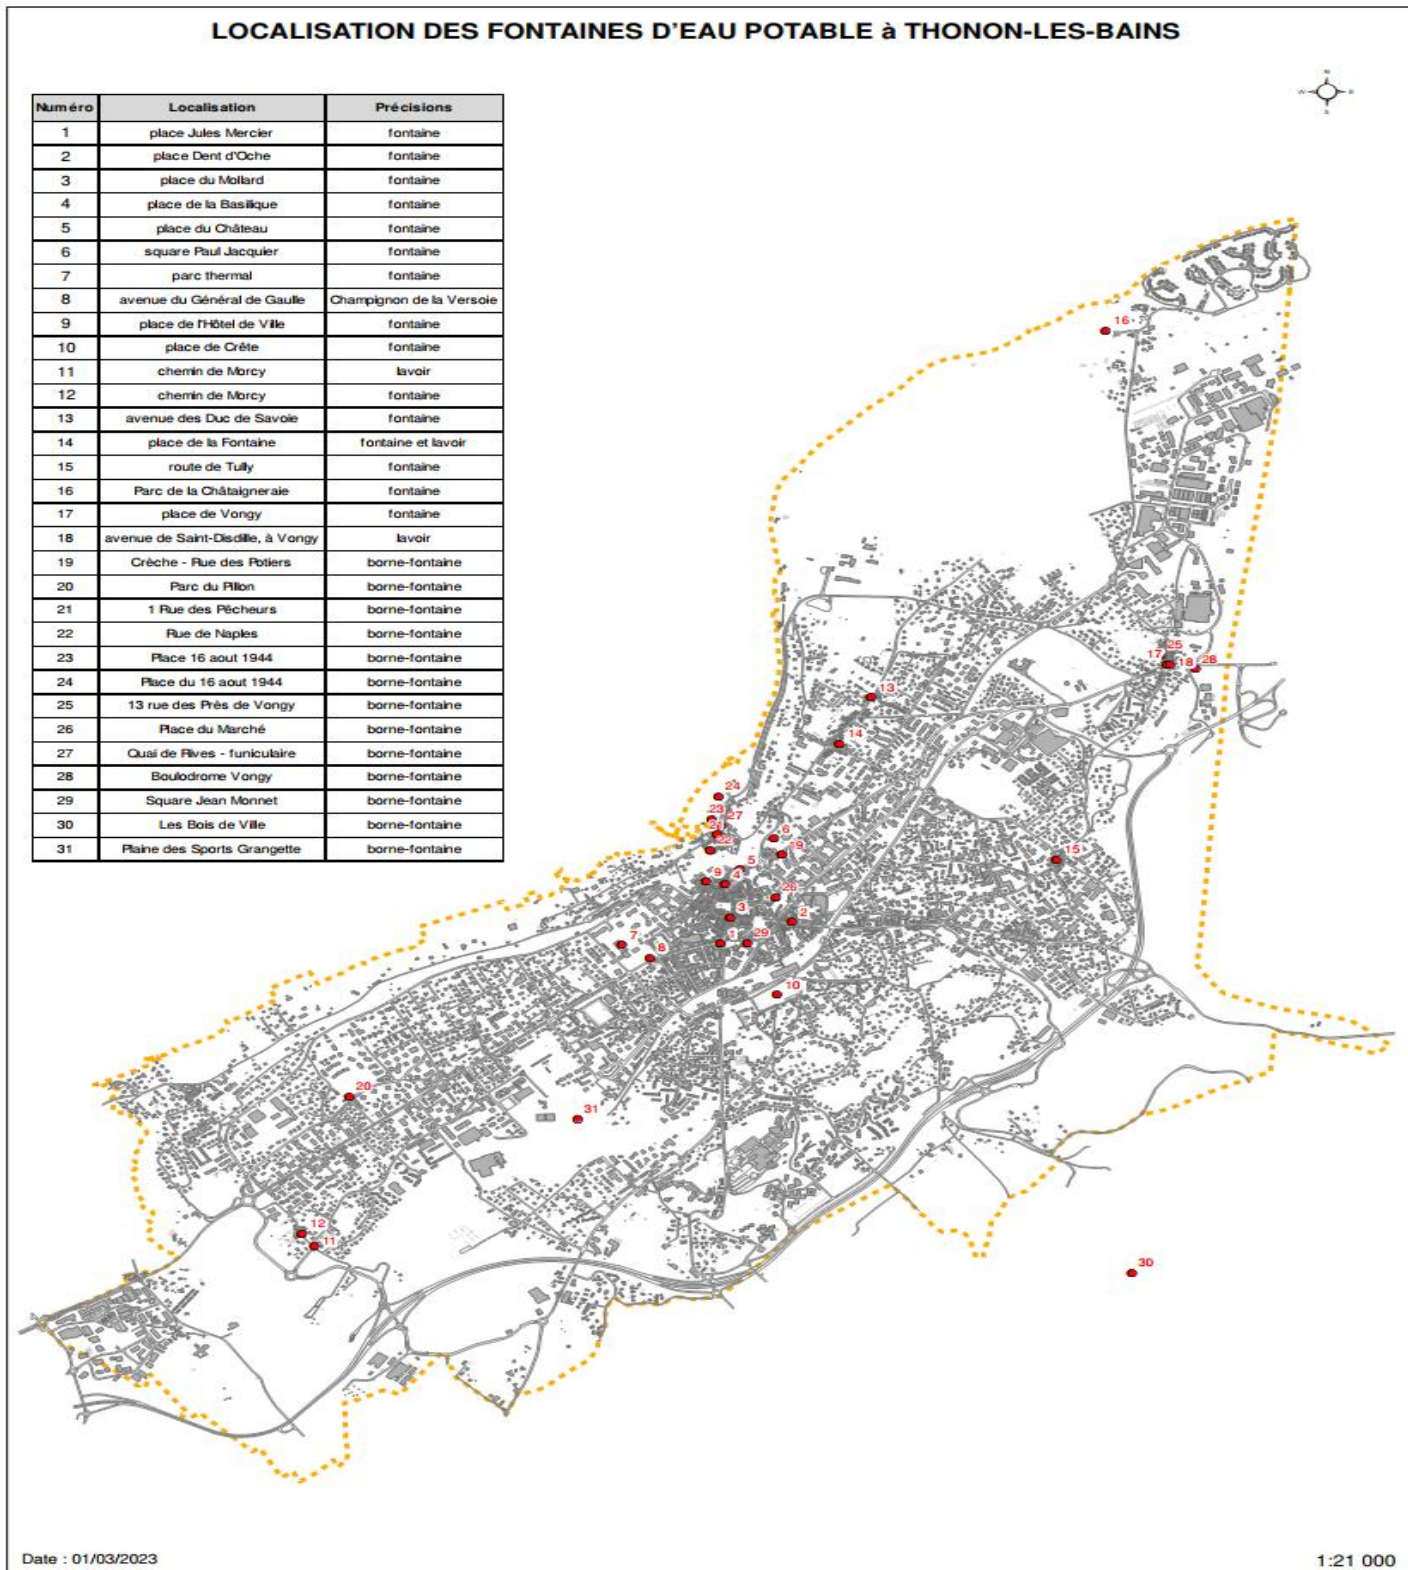 LOCALISATION DES FONTAINES D'EAU POTABLE à THONON-LES-BAINS
N
W E
S
Numéro Localisation Précisions
1 place Jules Mercier fontaine
2 place Dent d'Oche fontaine
3 place du Mollard fontaine
4 place de la Basilique fontaine
5 place du Château fontaine
6 square Paul Jacquier fontaine
7 parc thermal fontaine
8 avenue du Général de Gaulle Champignon de la Versoie
9 place de l'Hôtel de Ville fontaine
10 place de Crête fontaine
11 chemin de Morcy lavoir
12 chemin de Morcy fontaine
13 avenue des Duc de Savoie fontaine
14 place de la Fontaine fontaine et lavoir
15 route de Tully fontaine
16 Parc de la Châtaigneraie fontaine
17 place de Vongy fontaine
18 avenue de Saint-Disdille, à Vongy lavoir
19 Crèche - Rue des Potiers borne-fontaine
20 Parc du Pillon borne-fontaine
21 1 Rue des Pêcheurs borne-fontaine
22 Rue de Naples borne-fontaine
23 Place 16 aout 1944 borne-fontaine
24 Place du 16 aout 1944 borne-fontaine
25 13 rue des Près de Vongy borne-fontaine
26 Place du Marché borne-fontaine
27 Quai de Rives - funiculaire borne-fontaine
28 Boulodrome Vongy borne-fontaine
29 Square Jean Monnet borne-fontaine
30 Les Bois de Ville borne-fontaine
31 Plaine des Sports Grangette borne-fontaine
16
25
17 18 28
13
14
24
23 27
21
22
6
19
5
9 4
26
15
3 2
1 29
7
8
10
20
31
12
11
30
Date : 01/03/2023
1:21 000